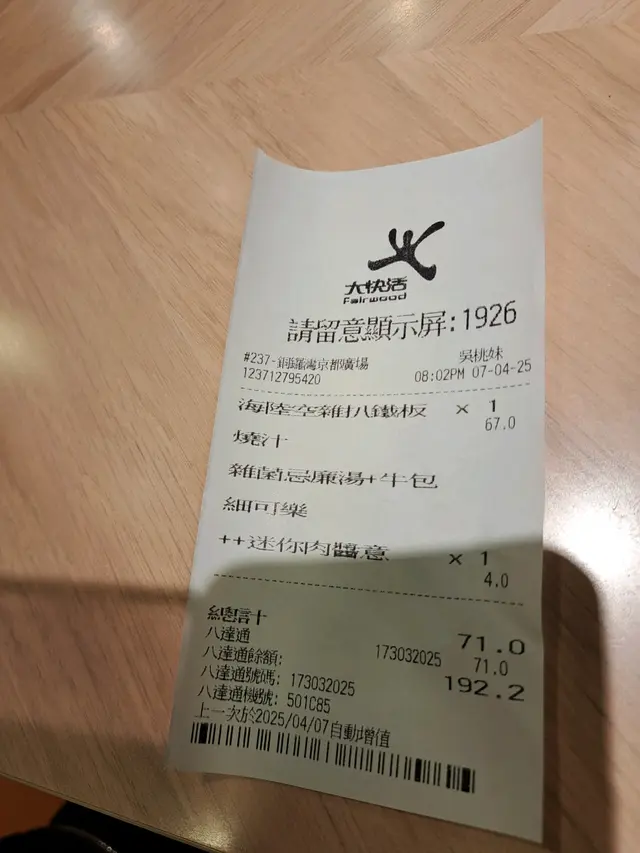 大快活
Fairwood
請留意顯示屏:1926
#237-銅鑼灣京都廣場 吳桃妹
123712795420 08:02PM 07-04-25
海陸空雜扒鐵板 × 1
67.0
燒汁
雜菌忌廉湯+牛包
細可樂
++迷你肉醬意 × 1
4.0
總計 71.0
八達通 173032025 71.0
八達通餘額: 192.2
八達通號碼: 173032025
八達通機號: 501C85
上一次於2025/04/07自動增值